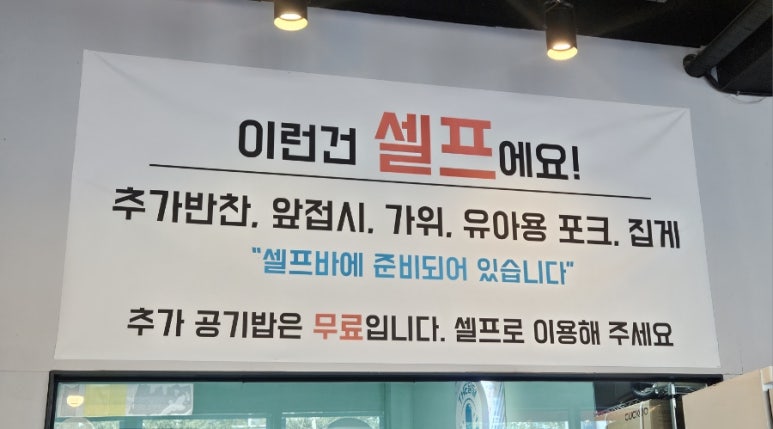 이런건 셀프에요!
추가반찬, 앞접시, 가위, 유아용 포크, 집게
"셀프바에 준비되어 있습니다"
추가 공기밥은 무료입니다. 셀프로 이용해 주세요
CUCKOO